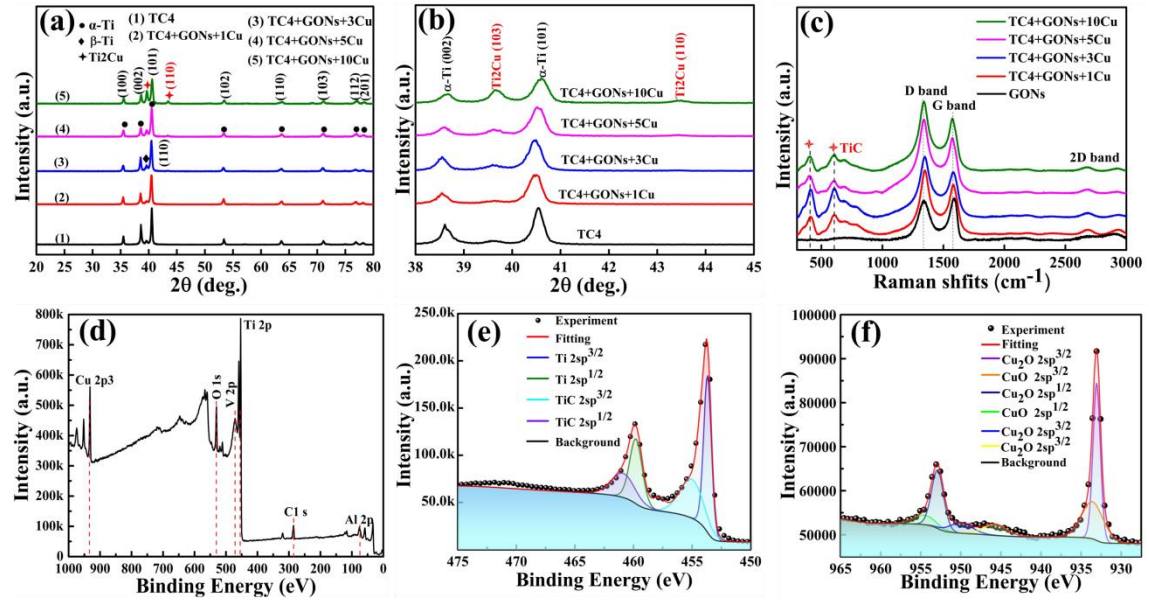 (a)
● α-Ti
♦ β-Ti
Ti2Cu
(1) TC4
(2) TC4+GONs+1Cu
(3) TC4+GONs+3Cu
(4) TC4+GONs+5Cu
(5) TC4+GONs+10Cu
(100)
(002)
(101)
(110)
(102)
(110)
(103)
(112)
(201)
(5)
(4)
(3)
(110)
(2)
(1)
Intensity (a.u.)
20 30 40 50 60 70 80
2θ (deg.)
(b)
α-Ti (002)
Ti2Cu (103)
α-Ti (101)
Ti2Cu (110)
TC4+GONs+10Cu
TC4+GONs+5Cu
TC4+GONs+3Cu
TC4+GONs+1Cu
TC4
Intensity (a.u.)
38 39 40 41 42 43 44 45
2θ (deg.)
(c)
TC4+GONs+10Cu
TC4+GONs+5Cu
TC4+GONs+3Cu
TC4+GONs+1Cu
GONs
D band
G band
TiC
2D band
Intensity (a.u.)
500 1000 1500 2000 2500 3000
Raman shfits (cm-1)
(d)
800k
700k
600k
500k
400k
300k
200k
100k
0
Ti 2p
Cu 2p3
O 1s
V 2p
C1 s
Al 2p
Intensity (a.u.)
1000 900 800 700 600 500 400 300 200 100 0
Binding Energy (eV)
(e)
Experiment
Fitting
Ti 2sp3/2
Ti 2sp1/2
TiC 2sp3/2
TiC 2sp1/2
Background
250.0k
200.0k
150.0k
100.0k
50.0k
Intensity (a.u.)
475 470 465 460 455 450
Binding Energy (eV)
(f)
Experiment
Fitting
Cu2O 2sp3/2
CuO 2sp3/2
Cu2O 2sp1/2
CuO 2sp1/2
Cu2O 2sp3/2
Cu2O 2sp3/2
Background
100000
90000
80000
70000
60000
50000
Intensity (a.u.)
965 960 955 950 945 940 935 930
Binding Energy (eV)